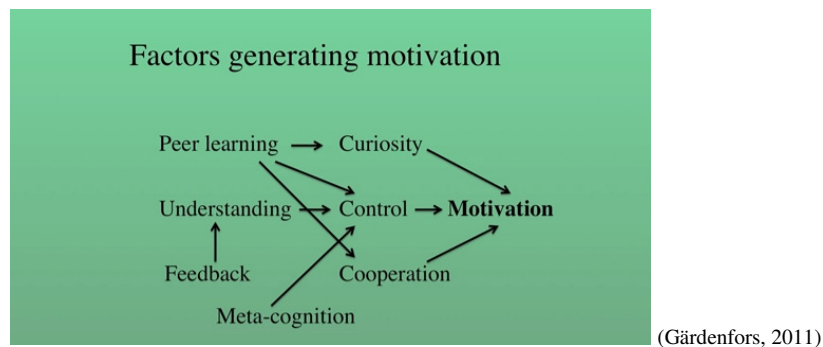 Factors generating motivation
Peer learning Curiosity
Understanding Control Motivation
Feedback Cooperation
Meta-cognition
(Gärdenfors, 2011)